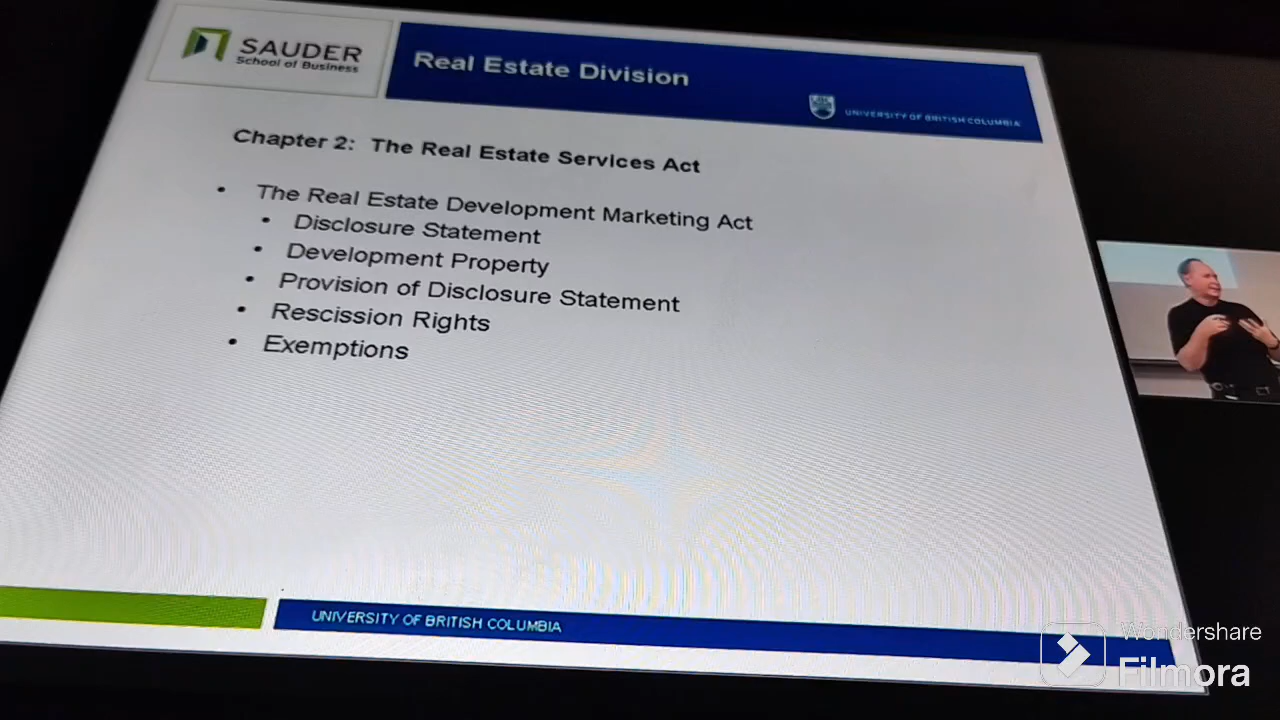 SAUDER
School of Business
Real Estate Division
UBC
UNIVERSITY OF BRITISH COLUMBIA
Chapter 2: The Real Estate Services Act
• The Real Estate Development Marketing Act
• Disclosure Statement
• Development Property
• Provision of Disclosure Statement
• Rescission Rights
• Exemptions
UNIVERSITY OF BRITISH COLUMBIA
Wondershare
Filmora